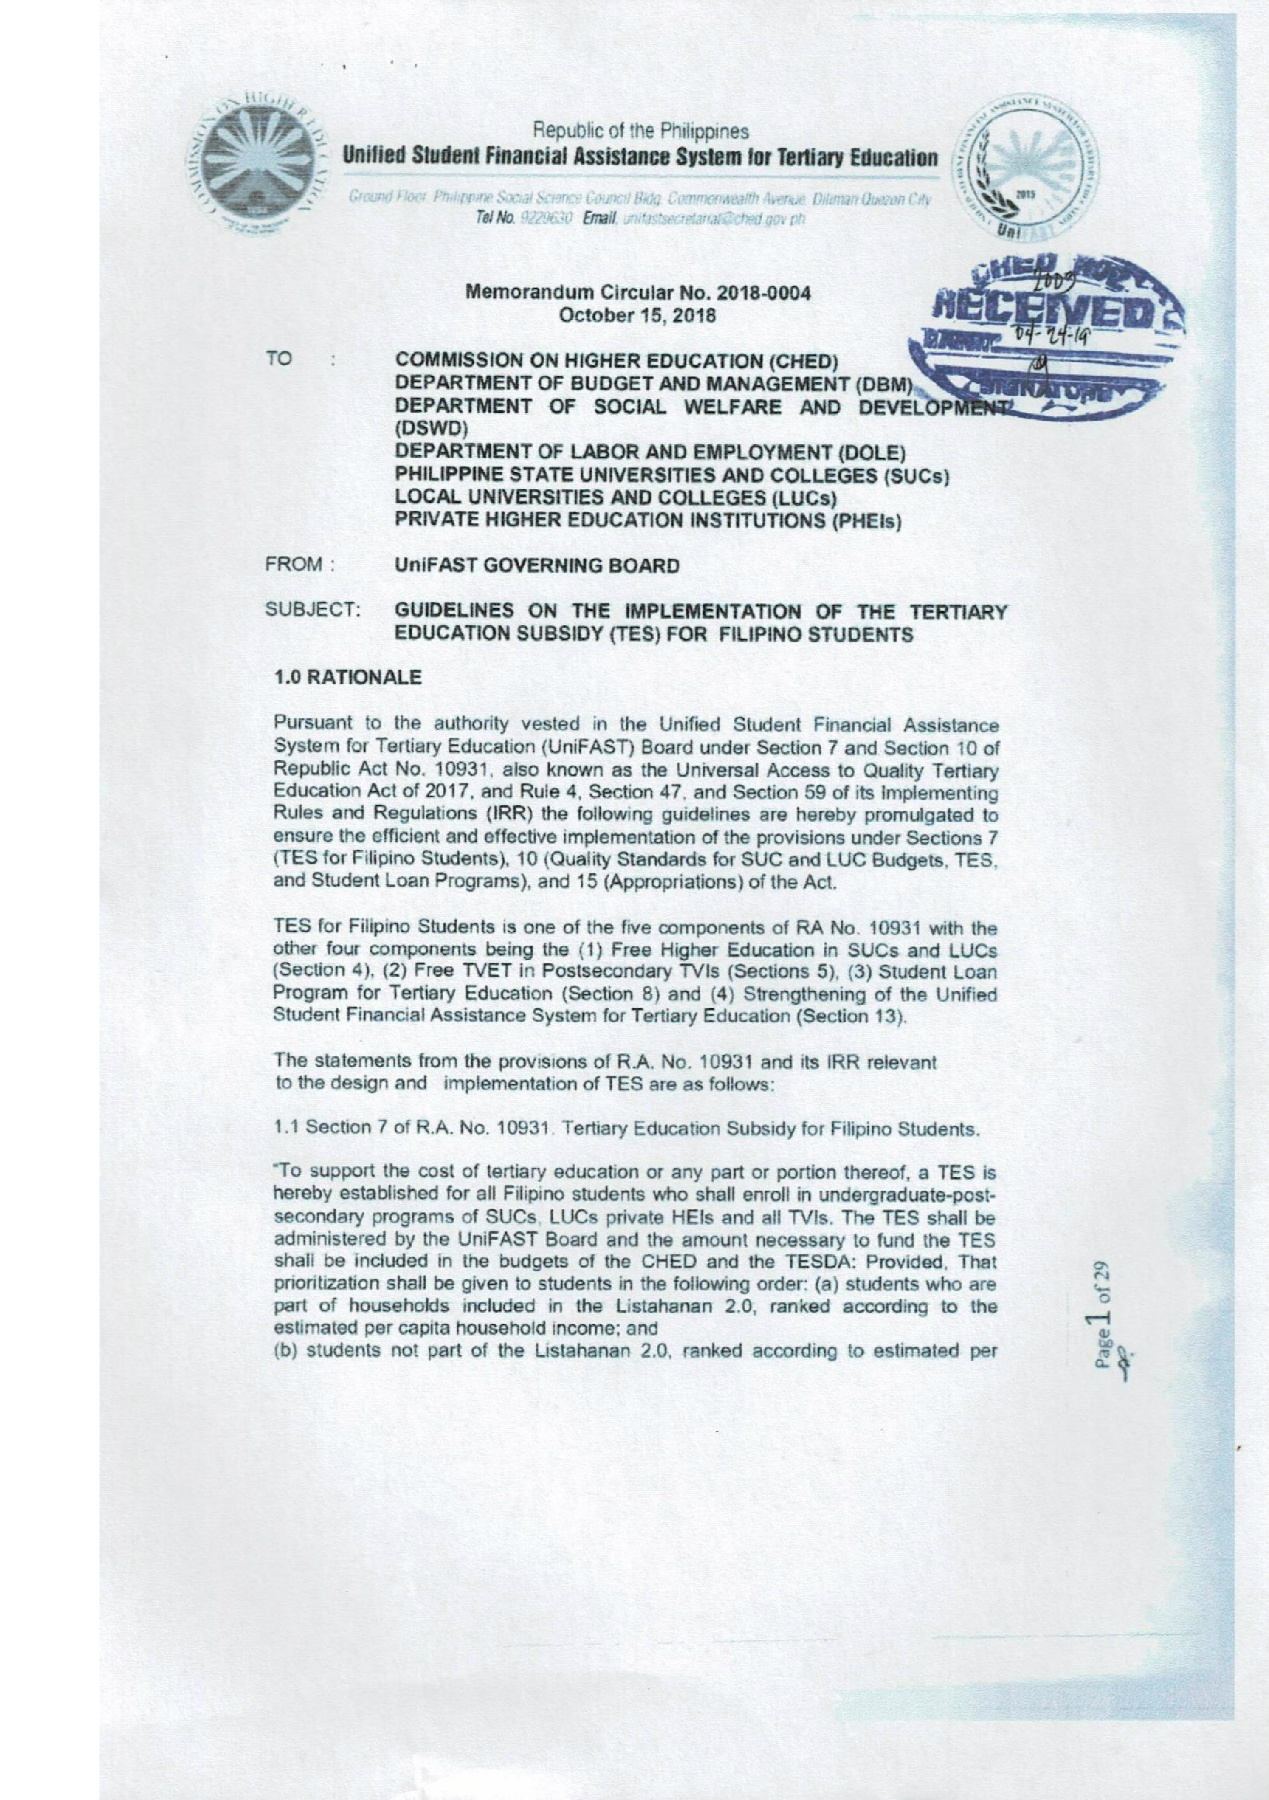 COMMISSION ON HIGHER EDUCATION
Republic of the Philippines
Unified Student Financial Assistance System for Tertiary Education
Ground Floor, Philippine Social Science Council Bldg. Commonwealth Avenue, Diliman Quezon City
Tel No. 9229630 Email. unifastsecretariat@ched.gov.ph
2015
UniFAST
CHED
RECEIVED
2003
04-24-19
Memorandum Circular No. 2018-0004
October 15, 2018
TO :
COMMISSION ON HIGHER EDUCATION (CHED)
DEPARTMENT OF BUDGET AND MANAGEMENT (DBM)
DEPARTMENT OF SOCIAL WELFARE AND DEVELOPMENT
(DSWD)
DEPARTMENT OF LABOR AND EMPLOYMENT (DOLE)
PHILIPPINE STATE UNIVERSITIES AND COLLEGES (SUCs)
LOCAL UNIVERSITIES AND COLLEGES (LUCs)
PRIVATE HIGHER EDUCATION INSTITUTIONS (PHEIs)
FROM : UniFAST GOVERNING BOARD
SUBJECT: GUIDELINES ON THE IMPLEMENTATION OF THE TERTIARY
EDUCATION SUBSIDY (TES) FOR FILIPINO STUDENTS
1.0 RATIONALE
Pursuant to the authority vested in the Unified Student Financial Assistance
System for Tertiary Education (UniFAST) Board under Section 7 and Section 10 of
Republic Act No. 10931, also known as the Universal Access to Quality Tertiary
Education Act of 2017, and Rule 4, Section 47, and Section 59 of its Implementing
Rules and Regulations (IRR) the following guidelines are hereby promulgated to
ensure the efficient and effective implementation of the provisions under Sections 7
(TES for Filipino Students), 10 (Quality Standards for SUC and LUC Budgets, TES,
and Student Loan Programs), and 15 (Appropriations) of the Act.
TES for Filipino Students is one of the five components of RA No. 10931 with the
other four components being the (1) Free Higher Education in SUCs and LUCs
(Section 4), (2) Free TVET in Postsecondary TVIs (Sections 5), (3) Student Loan
Program for Tertiary Education (Section 8) and (4) Strengthening of the Unified
Student Financial Assistance System for Tertiary Education (Section 13).
The statements from the provisions of R.A. No. 10931 and its IRR relevant
to the design and implementation of TES are as follows:
1.1 Section 7 of R.A. No. 10931. Tertiary Education Subsidy for Filipino Students.
"To support the cost of tertiary education or any part or portion thereof, a TES is
hereby established for all Filipino students who shall enroll in undergraduate-post-
secondary programs of SUCs, LUCs private HEIs and all TVIs. The TES shall be
administered by the UniFAST Board and the amount necessary to fund the TES
shall be included in the budgets of the CHED and the TESDA: Provided, That
prioritization shall be given to students in the following order: (a) students who are
part of households included in the Listahanan 2.0, ranked according to the
estimated per capita household income; and
(b) students not part of the Listahanan 2.0, ranked according to estimated per
Page 1 of 29